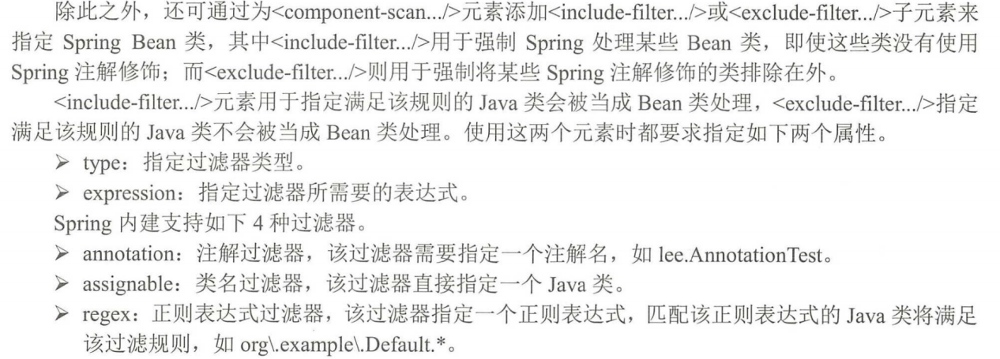 除此之外，还可通过为<component-scan.../>元素添加<include-filter.../>或<exclude-filter.../>子元素来
指定 Spring Bean 类，其中<include-filter.../>用于强制 Spring 处理某些 Bean 类，即使这些类没有使用
Spring 注解修饰；而<exclude-filter.../>则用于强制将某些 Spring 注解修饰的类排除在外。
<include-filter.../>元素用于指定满足该规则的 Java 类会被当成 Bean 类处理，<exclude-filter.../>指定
满足该规则的 Java 类不会被当成 Bean 类处理。使用这两个元素时都要求指定如下两个属性。
➢ type：指定过滤器类型。
➢ expression：指定过滤器所需要的表达式。
Spring 内建支持如下 4 种过滤器。
➢ annotation：注解过滤器，该过滤器需要指定一个注解名，如 lee.AnnotationTest。
➢ assignable：类名过滤器，该过滤器直接指定一个 Java 类。
➢ regex：正则表达式过滤器，该过滤器指定一个正则表达式，匹配该正则表达式的 Java 类将满足
该过滤规则，如 org\.example\.Default.*。